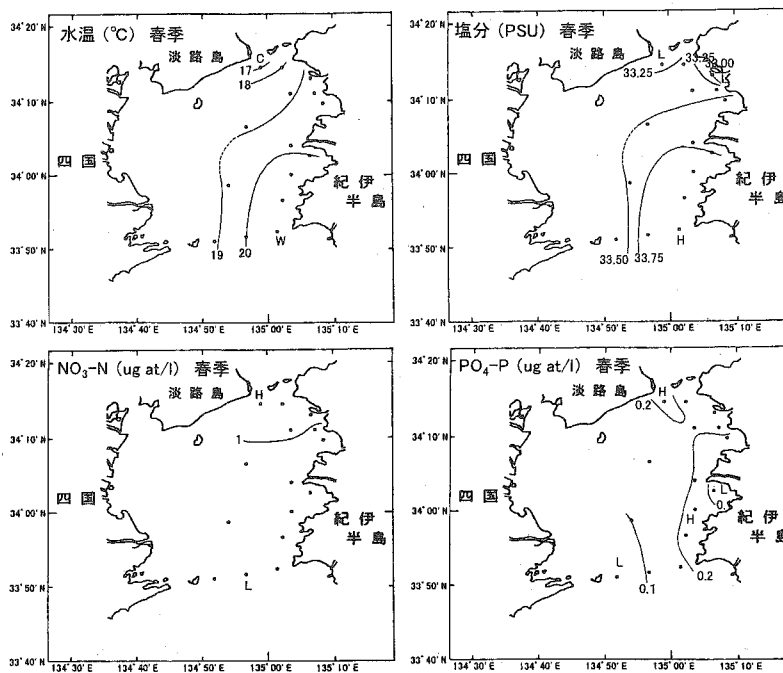 水温 (℃) 春季
34° 20' N
34° 10' N
34° 00' N
33° 50' N
33° 40' N
134° 30' E
134° 40' E
134° 50' E
135° 00' E
135° 10' E
淡路島
四国
紀伊
半島
C
17
18
19
20
W
塩分 (PSU) 春季
34° 20' N
34° 10' N
34° 00' N
33° 50' N
33° 40' N
134° 30' E
134° 40' E
134° 50' E
135° 00' E
135° 10' E
淡路島
四国
紀伊
半島
L
33.25
33.25
33.00
L
33.50
33.75
H
NO₃-N (ug at/l) 春季
34° 20' N
34° 10' N
34° 00' N
33° 50' N
33° 40' N
134° 30' E
134° 40' E
134° 50' E
135° 00' E
135° 10' E
淡路島
四国
紀伊
半島
H
1
L
PO₄-P (ug at/l) 春季
34° 20' N
34° 10' N
34° 00' N
33° 50' N
33° 40' N
134° 30' E
134° 40' E
134° 50' E
135° 00' E
135° 10' E
淡路島
四国
紀伊
半島
H
0.2
L
H
L
0.1
0.2